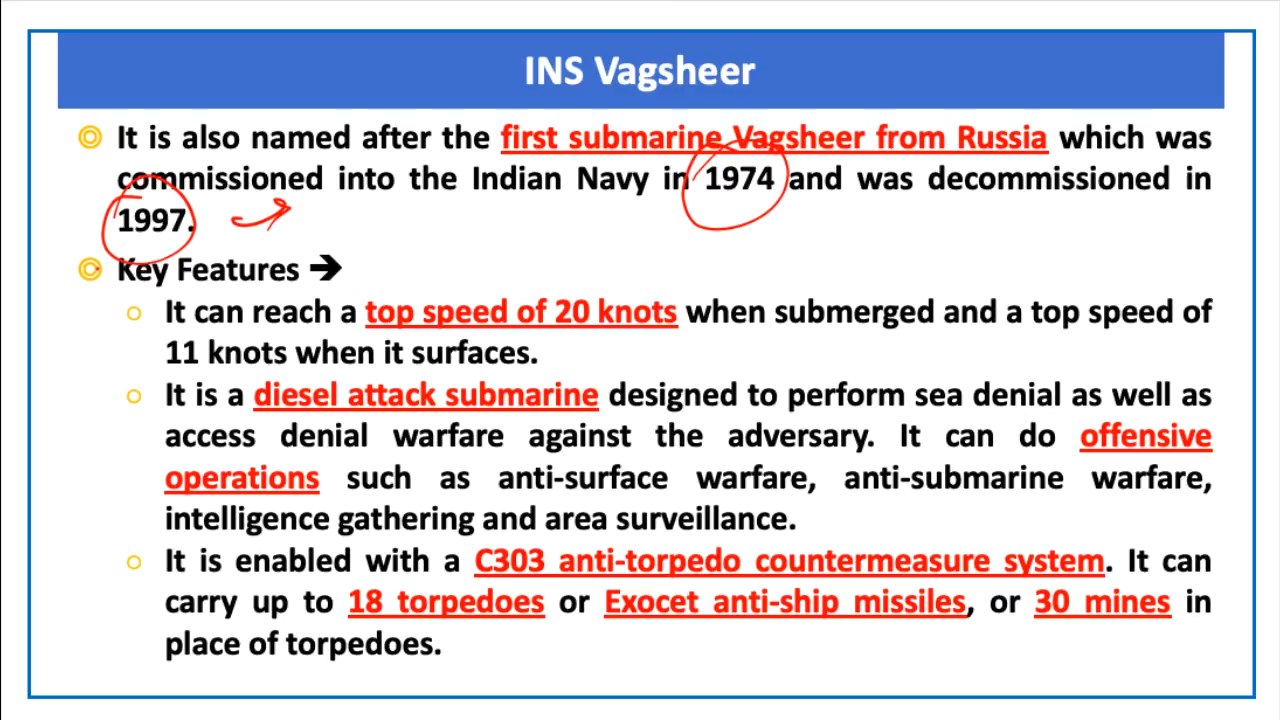 INS Vagsheer
It is also named after the first submarine Vagsheer from Russia which was
commissioned into the Indian Navy in 1974 and was decommissioned in
1997.
Key Features ➔
It can reach a top speed of 20 knots when submerged and a top speed of
11 knots when it surfaces.
It is a diesel attack submarine designed to perform sea denial as well as
access denial warfare against the adversary. It can do offensive
operations such as anti-surface warfare, anti-submarine warfare,
intelligence gathering and area surveillance.
It is enabled with a C303 anti-torpedo countermeasure system. It can
carry up to 18 torpedoes or Exocet anti-ship missiles, or 30 mines in
place of torpedoes.